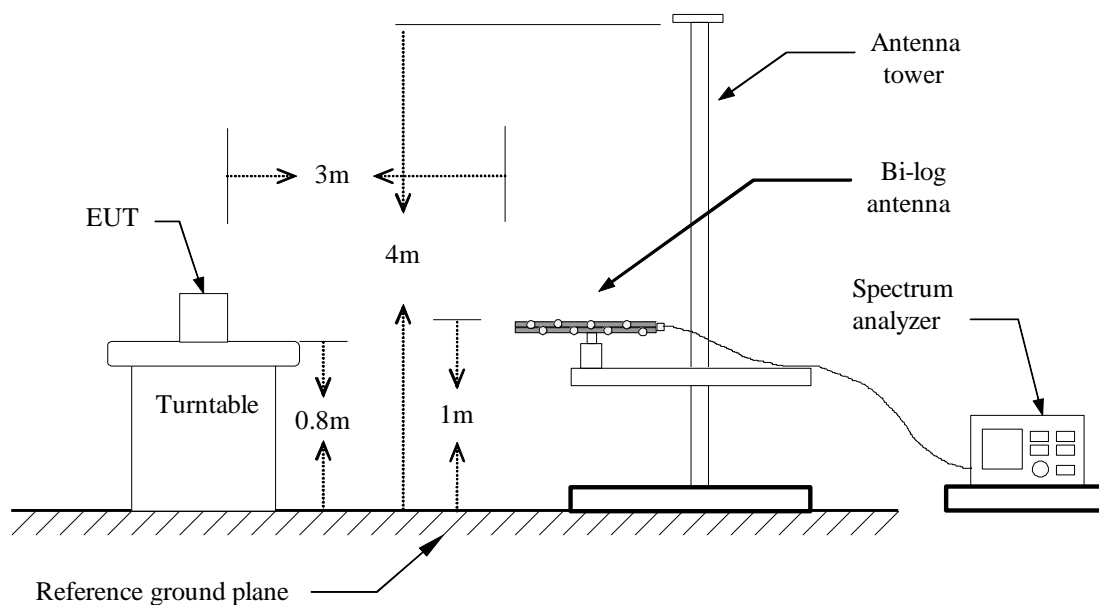 Antenna
tower
3m
Bi-log
antenna
EUT
4m
Spectrum
analyzer
Turntable
0.8m
1m
Reference ground plane